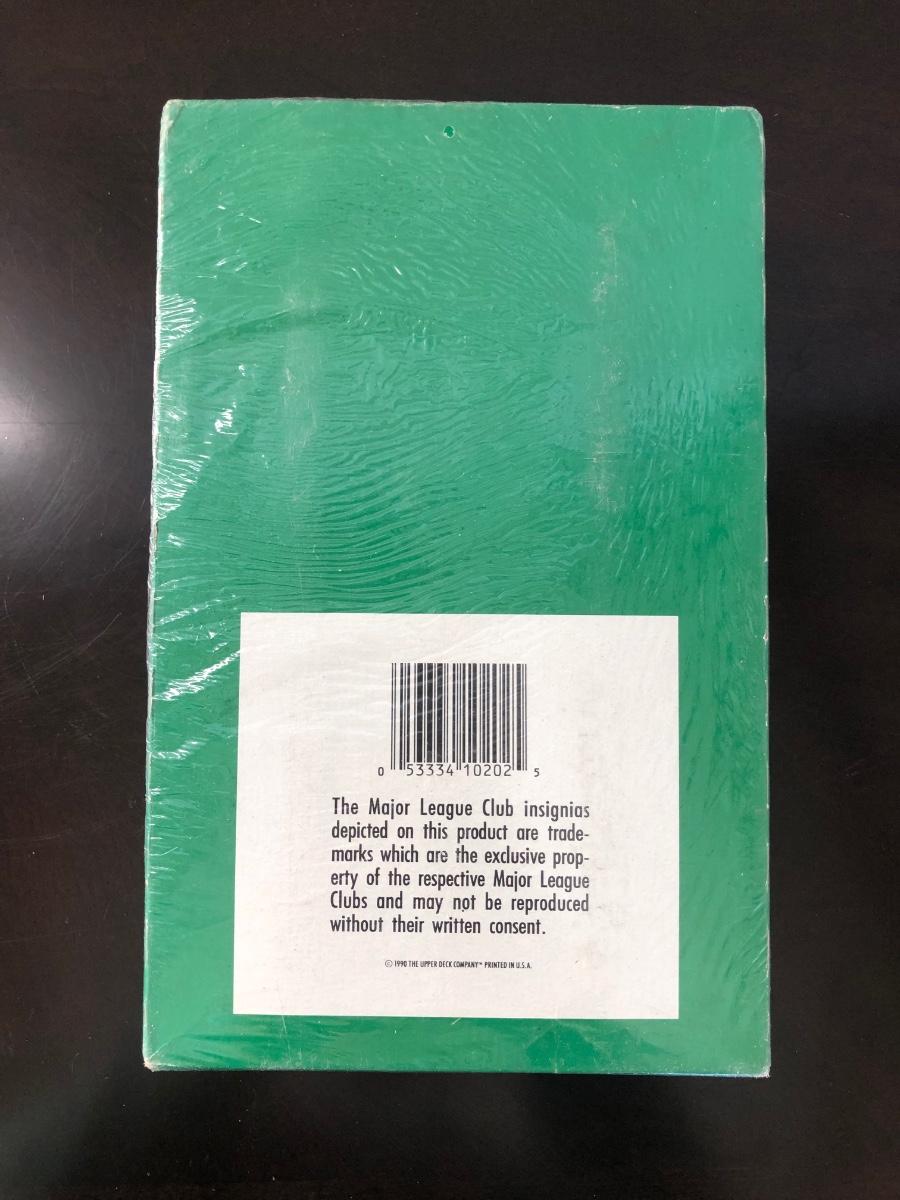 0 53334 10202 5
The Major League Club insignias
depicted on this product are trade-
marks which are the exclusive prop-
erty of the respective Major League
Clubs and may not be reproduced
without their written consent.
© 1990 THE UPPER DECK COMPANY™ PRINTED IN U.S.A.